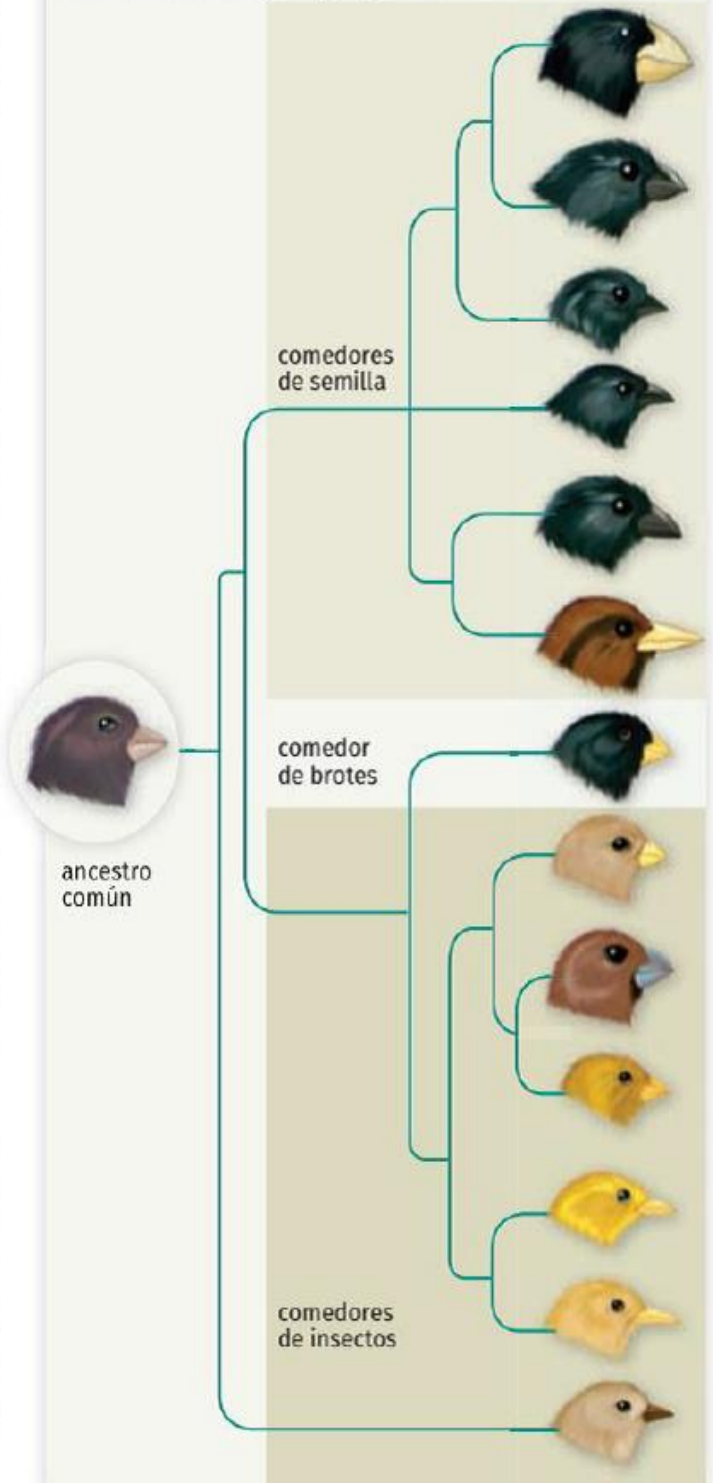 comedores
de semilla
comedor
de brotes
ancestro
común
comedores
de insectos